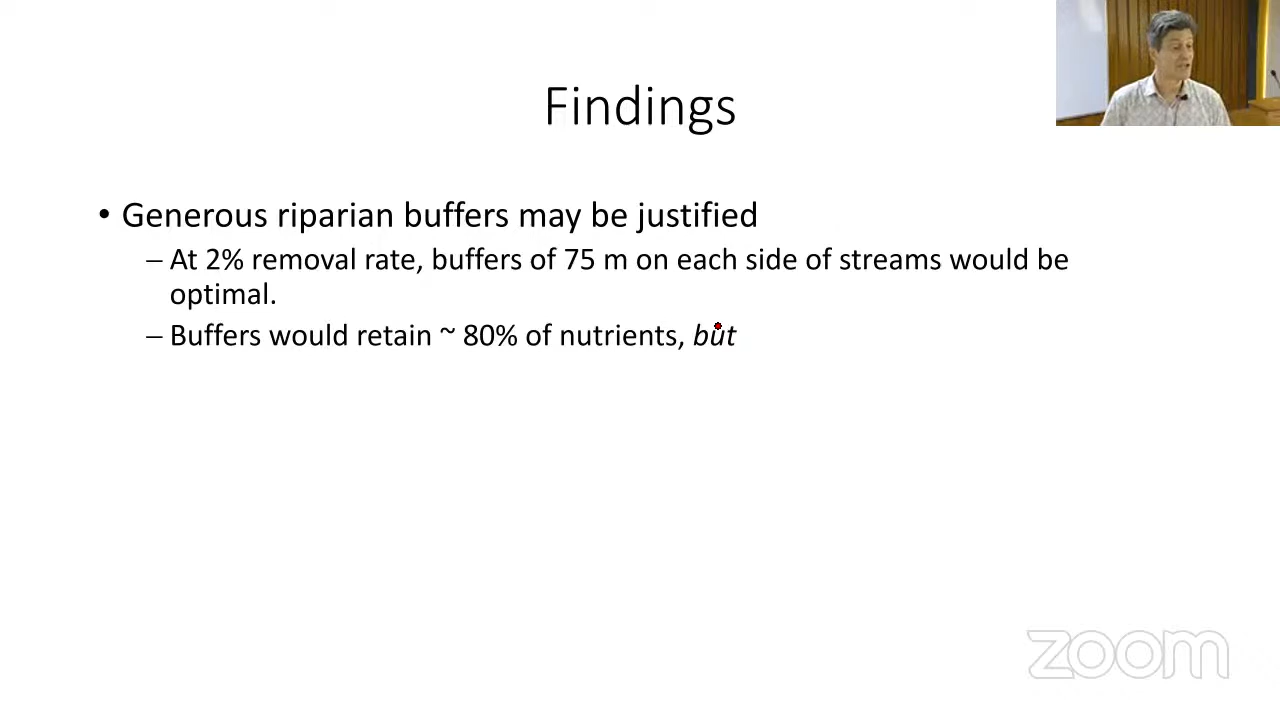 Findings
• Generous riparian buffers may be justified
– At 2% removal rate, buffers of 75 m on each side of streams would be
optimal.
– Buffers would retain ~ 80% of nutrients, but
zoom